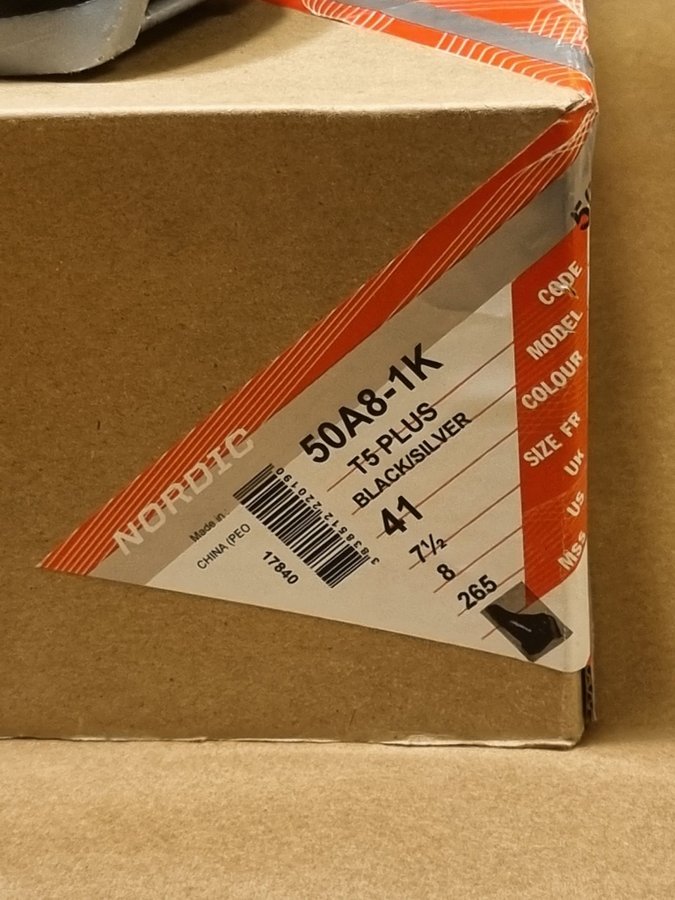 NORDIC
CODE 50A8-1K
MODEL T5 PLUS
COLOUR BLACK/SILVER
SIZE FR 41
UK 7½
US 8
Mss 265
3838512220190
Made in:
CHINA (PEO
17840